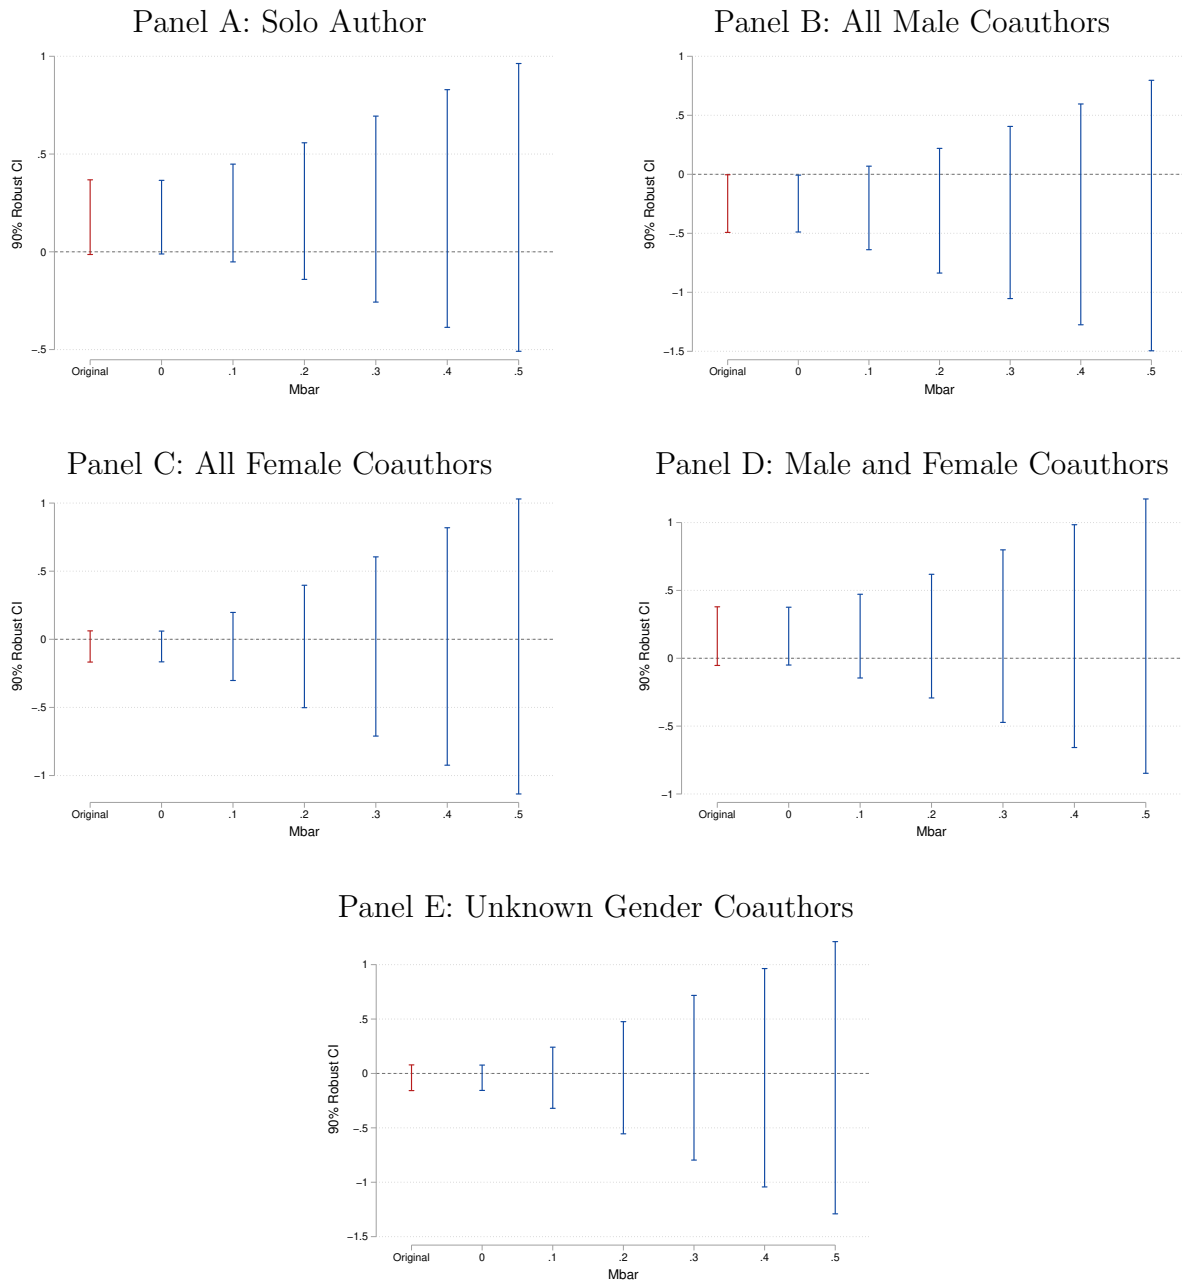 Panel A: Solo Author
1
.5
0
−.5
90% Robust CI
Original 0 .1 .2 .3 .4 .5
Mbar
Panel B: All Male Coauthors
1
.5
0
−.5
−1
−1.5
90% Robust CI
Original 0 .1 .2 .3 .4 .5
Mbar
Panel C: All Female Coauthors
1
.5
0
−.5
−1
90% Robust CI
Original 0 .1 .2 .3 .4 .5
Mbar
Panel D: Male and Female Coauthors
1
.5
0
−.5
−1
90% Robust CI
Original 0 .1 .2 .3 .4 .5
Mbar
Panel E: Unknown Gender Coauthors
1
.5
0
−.5
−1
−1.5
90% Robust CI
Original 0 .1 .2 .3 .4 .5
Mbar